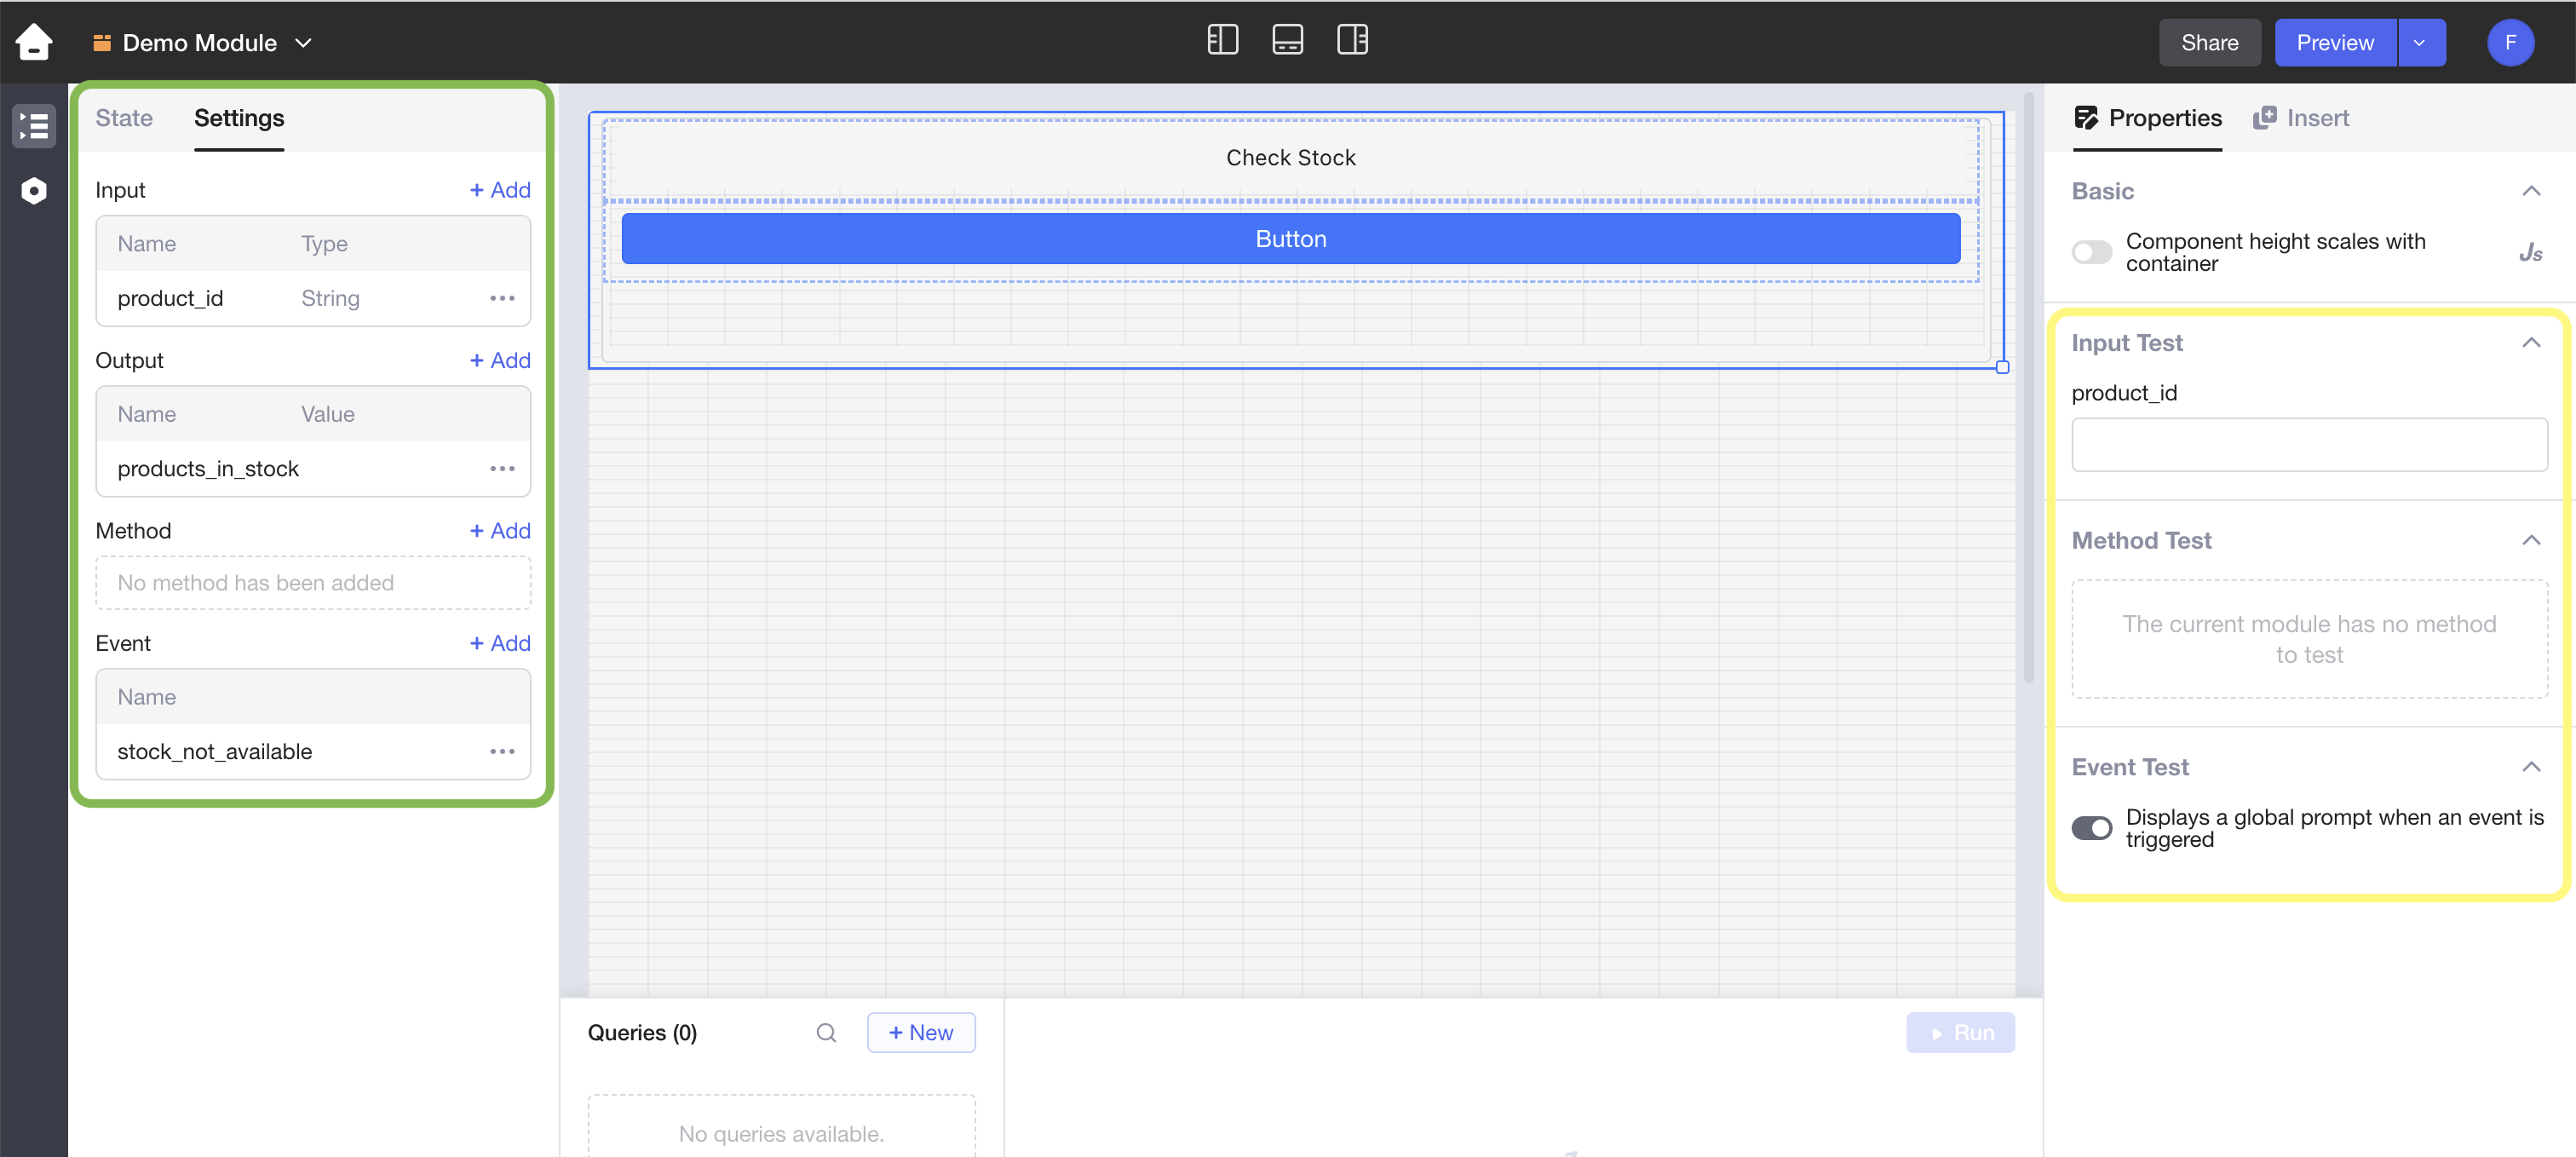 Demo Module
Share
Preview
F
State
Settings
Input
+ Add
Name
Type
product_id
String
Output
+ Add
Name
Value
products_in_stock
Method
+ Add
No method has been added
Event
+ Add
Name
stock_not_available
Check Stock
Button
Queries (0)
+ New
No queries available.
Run
Properties
Insert
Basic
Component height scales with
container
Js
Input Test
product_id
Method Test
The current module has no method
to test
Event Test
Displays a global prompt when an event is
triggered